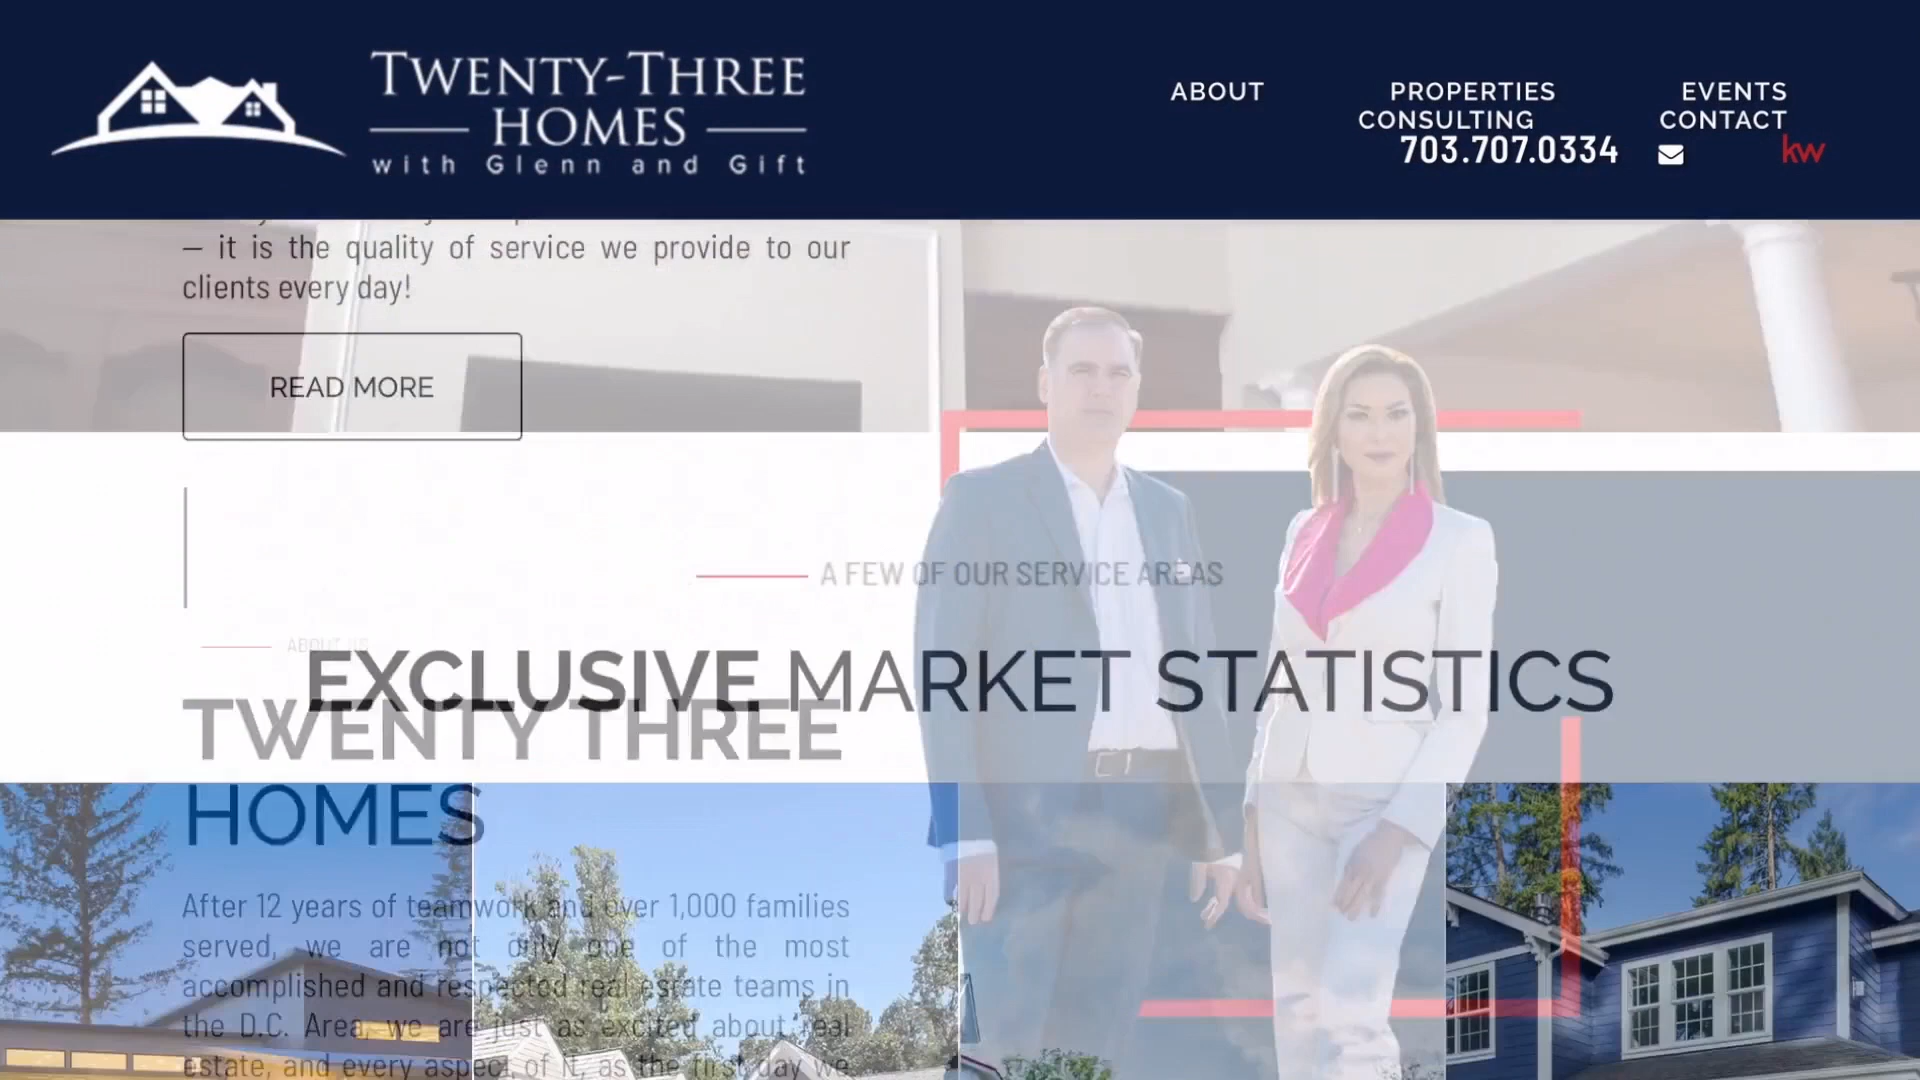 TWENTY-THREE
HOMES
with Glenn and Gift
ABOUT PROPERTIES EVENTS
CONSULTING CONTACT
703.707.0334
kw
– it is the quality of service we provide to our
clients every day!
READ MORE
A FEW OF OUR SERVICE AREAS
ABOUT US
EXCLUSIVE MARKET STATISTICS
TWENTY THREE
HOMES
After 12 years of teamwork and over 1,000 families
served, we are not only one of the most
accomplished and respected real estate teams in
the D.C. Area, we are just as excited about real
estate, and every aspect of it, as the first day we